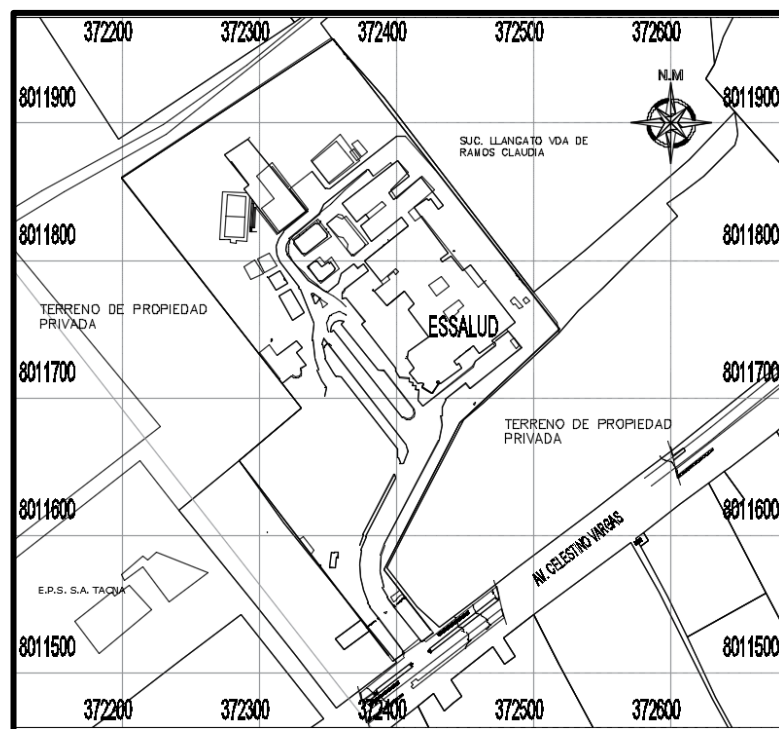 372200 372300 372400 372500 372600
N.M
8011900 8011900
SUC. LLANGATO VDA DE
RAMOS CLAUDIA
8011800 8011800
TERRENO DE PROPIEDAD
PRIVADA
ESSALUD
8011700 8011700
TERRENO DE PROPIEDAD
PRIVADA
8011600 8011600
AV. CELESTINO VARGAS
E.P.S. S.A. TACNA
8011500 8011500
372200 372300 372400 372500 372600